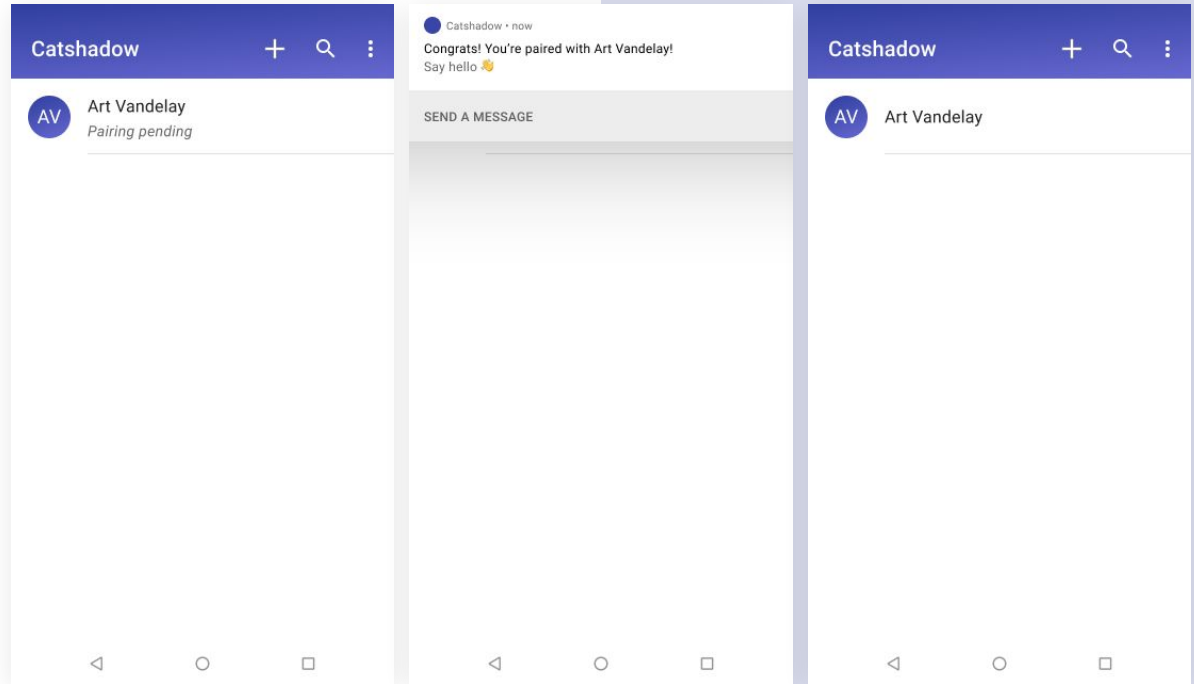 Catshadow
AV
Art Vandelay
Pairing pending
Catshadow • now
Congrats! You're paired with Art Vandelay!
Say hello 👋
SEND A MESSAGE
Catshadow
AV
Art Vandelay